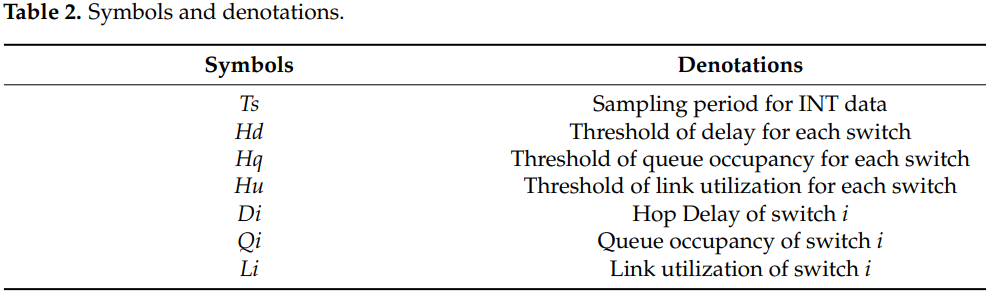 Table 2. Symbols and denotations.
Symbols Denotations
Ts Sampling period for INT data
Hd Threshold of delay for each switch
Hq Threshold of queue occupancy for each switch
Hu Threshold of link utilization for each switch
Di Hop Delay of switch i
Qi Queue occupancy of switch i
Li Link utilization of switch i